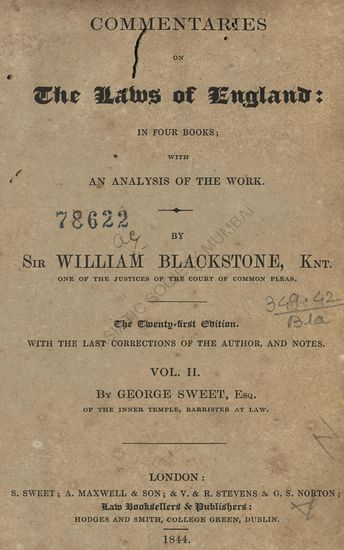 COMMENTARIES
ON
The Laws of England:
IN FOUR BOOKS;
WITH
AN ANALYSIS OF THE WORK.
78622
BY
SIR WILLIAM BLACKSTONE, KNT.
ONE OF THE JUSTICES OF THE COURT OF COMMON PLEAS.
349.42
Bla
The Twenty-first Edition.
WITH THE LAST CORRECTIONS OF THE AUTHOR, AND NOTES.
VOL. II.
BY GEORGE SWEET, ESQ.
OF THE INNER TEMPLE, BARRISTER AT LAW.
LONDON:
S. SWEET; A. MAXWELL & SON; & V. & R. STEVENS & G. S. NORTON;
Law Booksellers & Publishers:
HODGES AND SMITH, COLLEGE GREEN, DUBLIN.
1844.